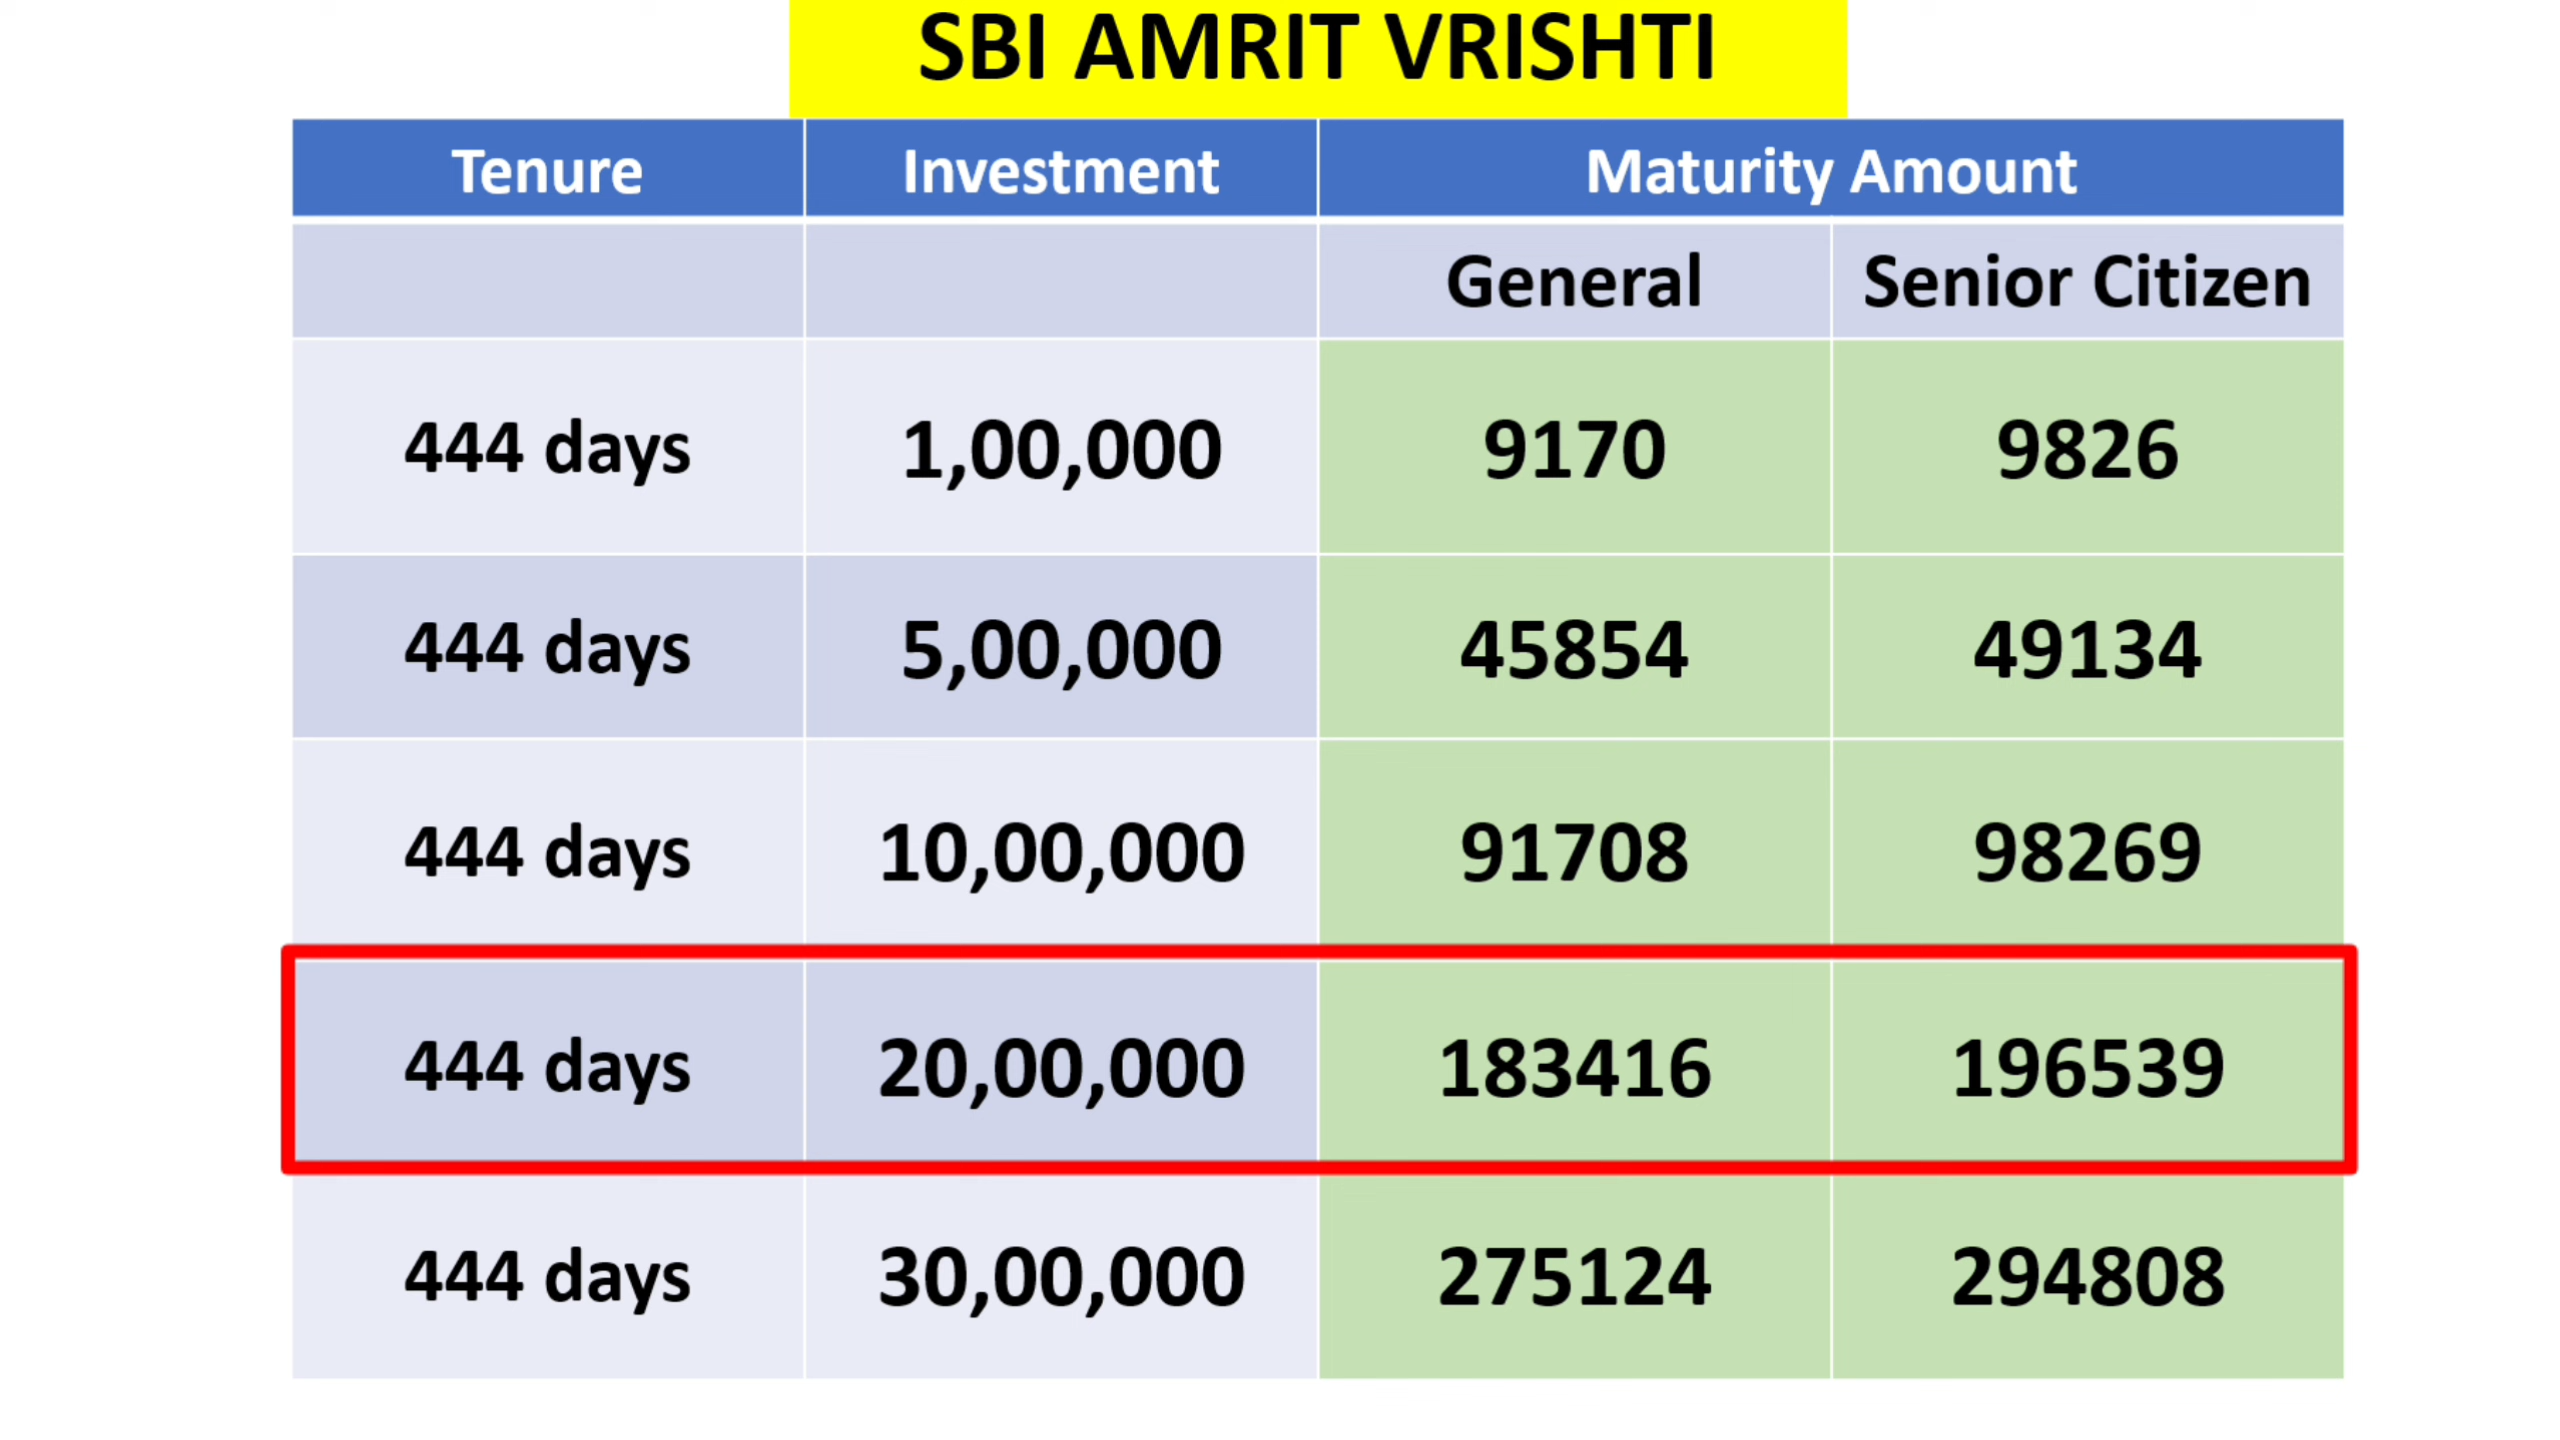 SBI AMRIT VRISHTI
Tenure Investment Maturity Amount
General Senior Citizen
444 days 1,00,000 9170 9826
444 days 5,00,000 45854 49134
444 days 10,00,000 91708 98269
444 days 20,00,000 183416 196539
444 days 30,00,000 275124 294808